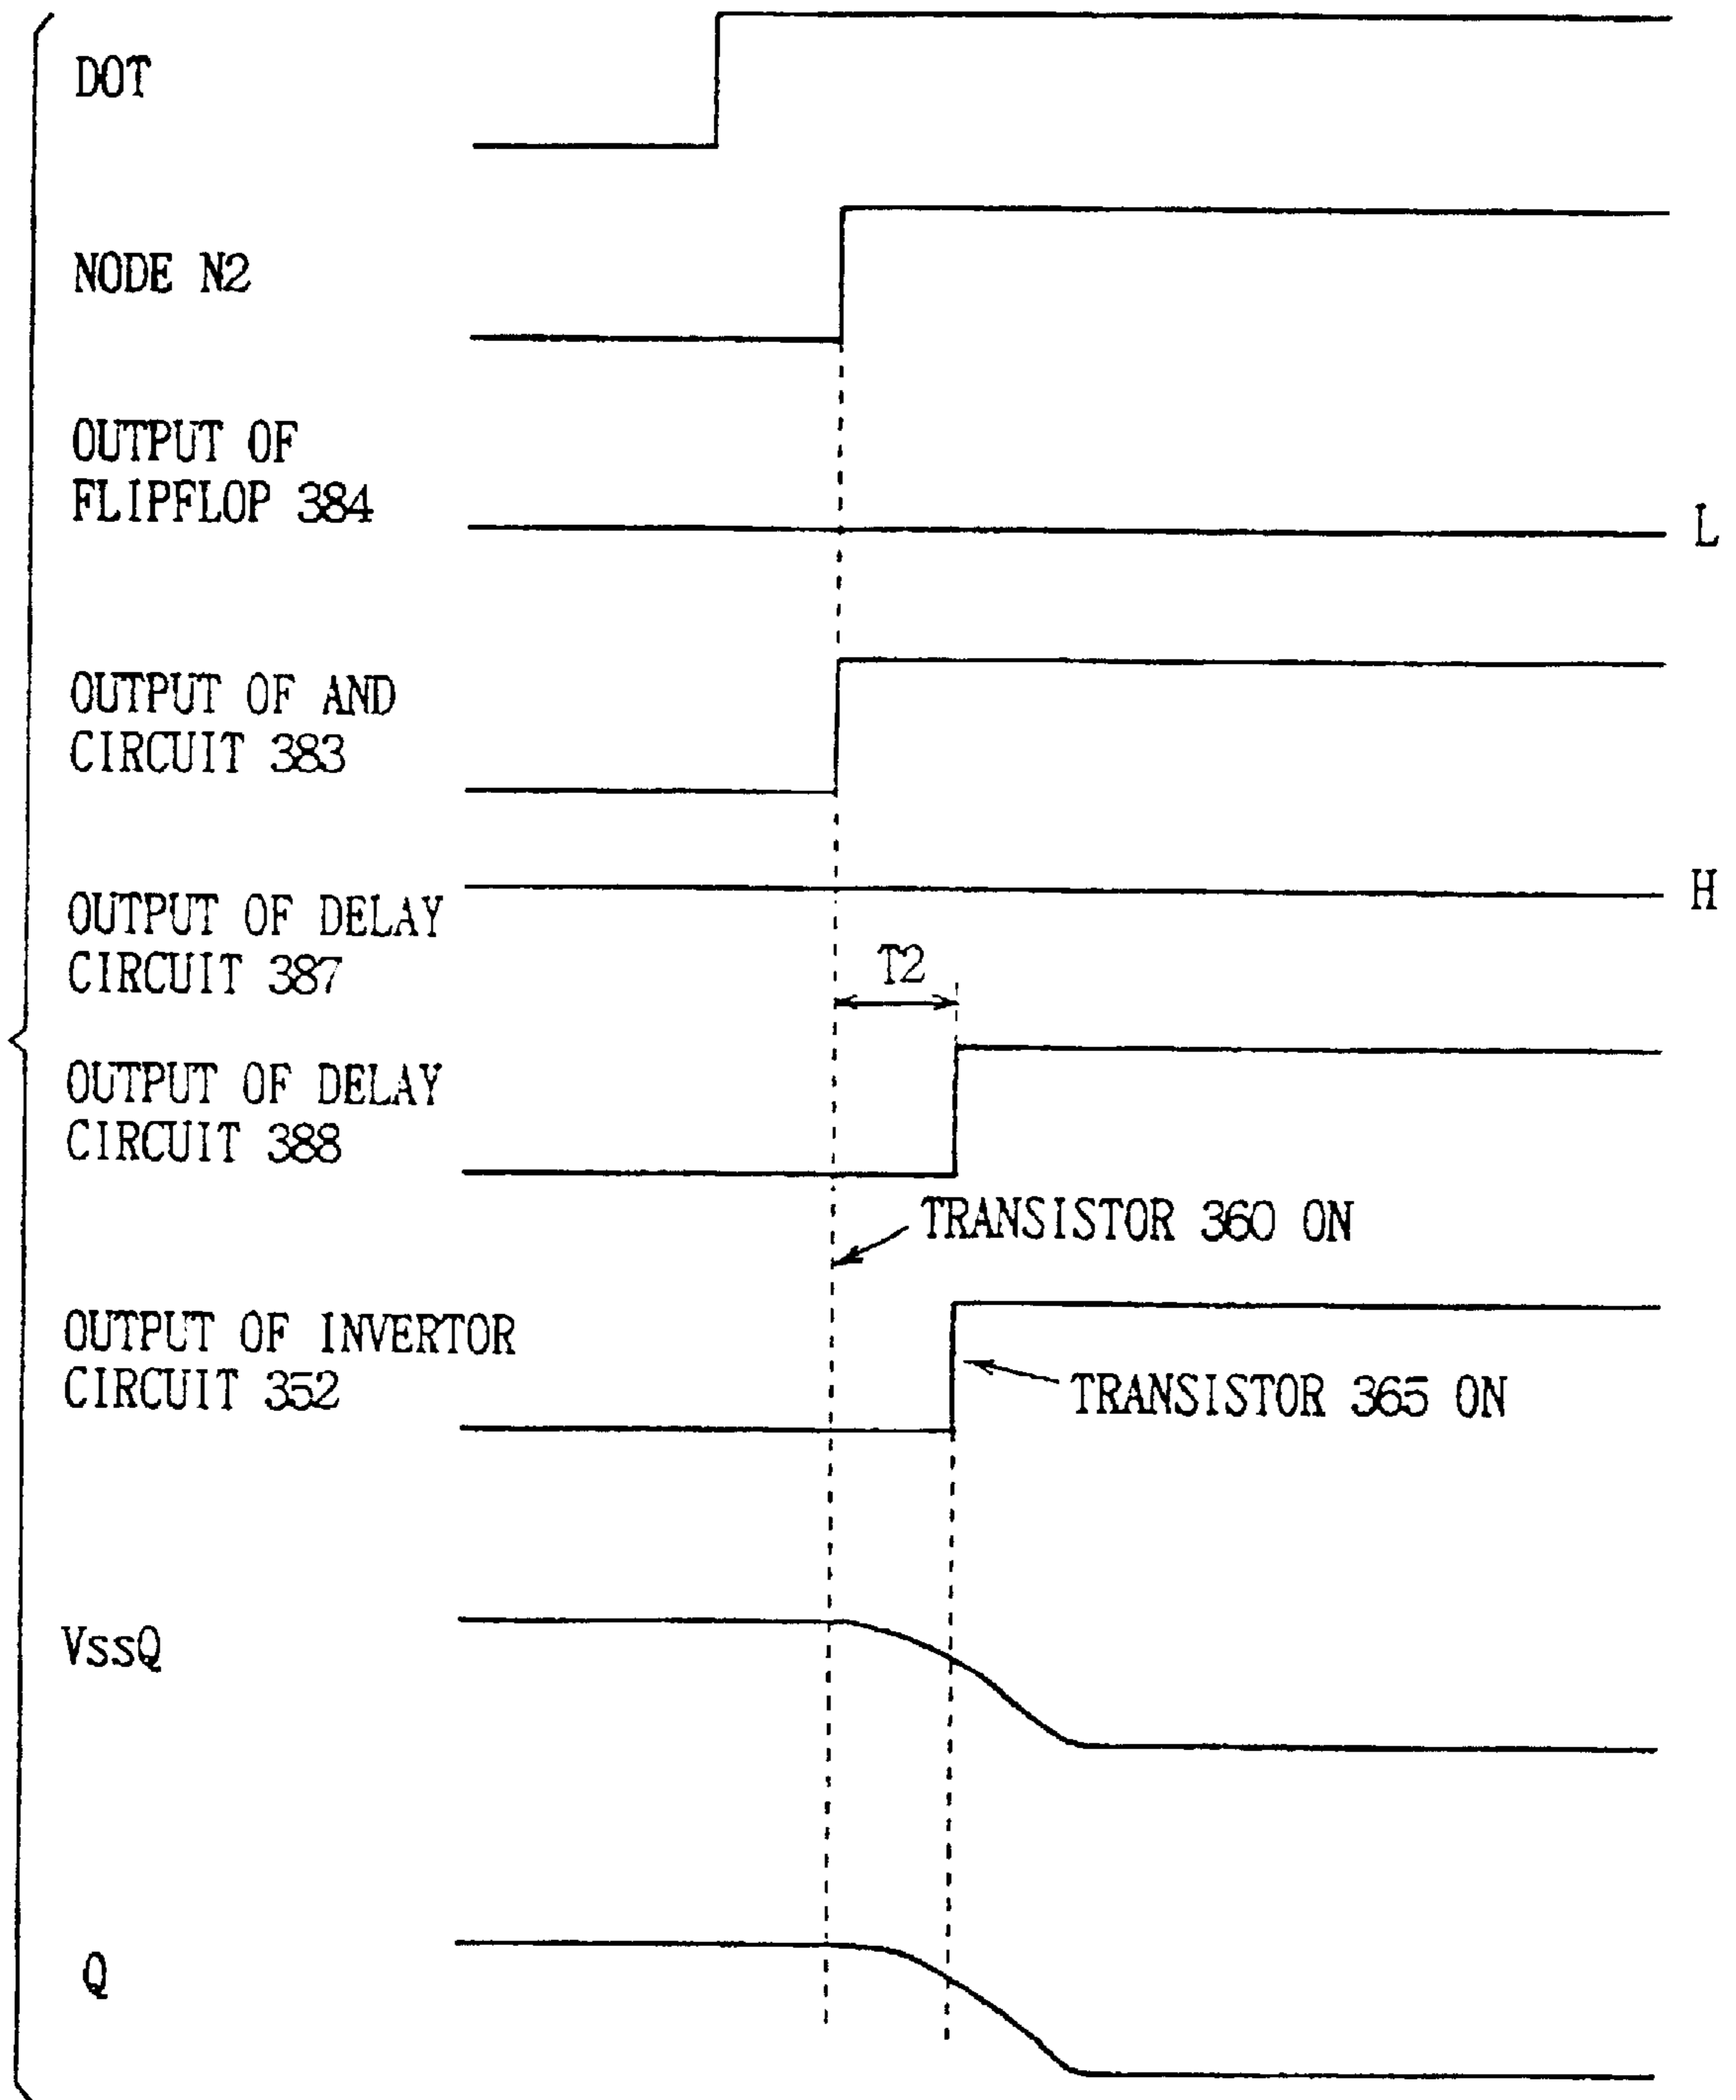 DOT
NODE N2
OUTPUT OF
FLIPFLOP 384
L
OUTPUT OF AND
CIRCUIT 383
H
OUTPUT OF DELAY
CIRCUIT 387
T2
OUTPUT OF DELAY
CIRCUIT 388
TRANSISTOR 360 ON
OUTPUT OF INVERTOR
CIRCUIT 352
TRANSISTOR 365 ON
VssQ
Q